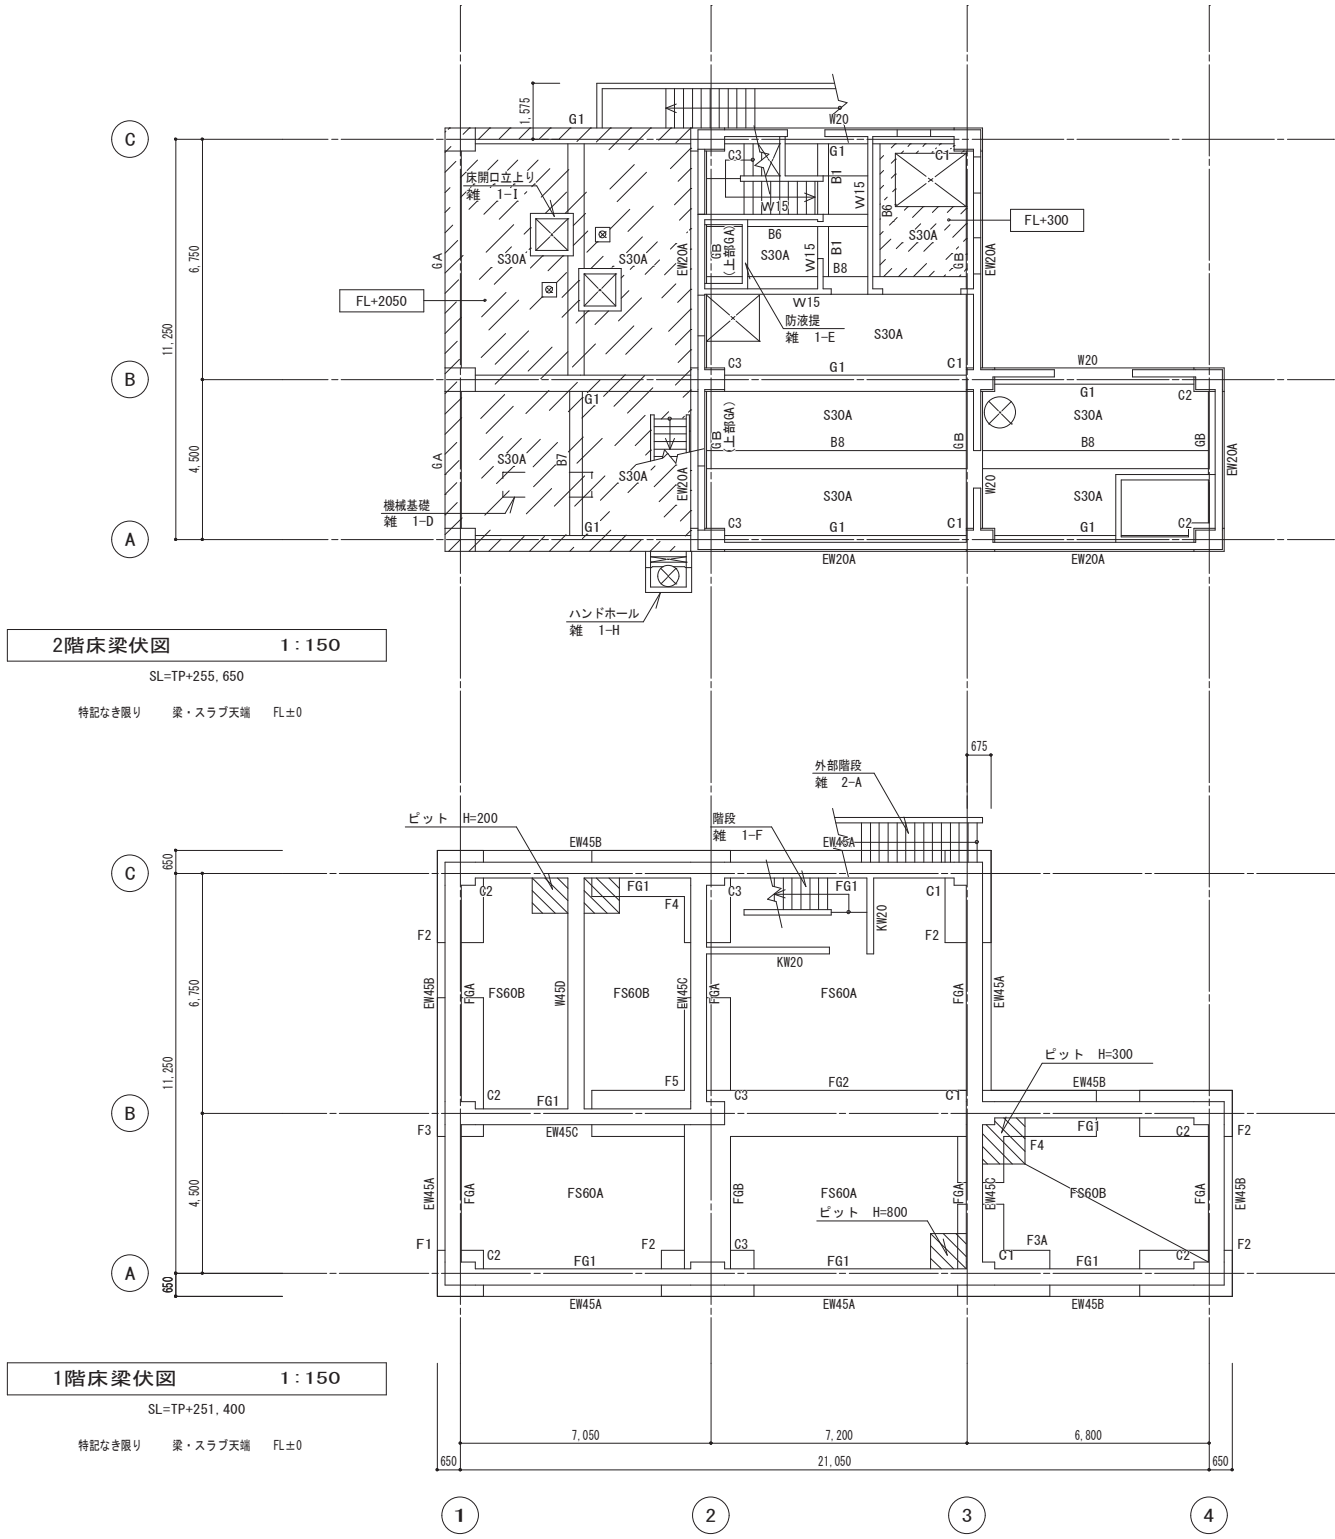 1,575
G1
W20
C
C3
G1
C1
床開口立上り
雑 1-I
B1
W15
W15
B6
FL+300
S30A
B6
GB
(上部GA)
S30A
W15
B1
B8
GB
EW20A
EW20A
GA
S30A
S30A
6,750
FL+2050
W15
防液提
雑 1-E
S30A
11,250
C3
G1
C1
W20
B
G1
G1
C2
GB
(上部GA)
S30A
B8
GB
S30A
B8
GB
EW20A
GA
4,500
S30A
B7
S30A
EW20A
W20
機械基礎
雑 1-D
S30A
S30A
A
G1
C3
G1
C1
G1
C2
EW20A
EW20A
ハンドホール
雑 1-H
2階床梁伏図 1:150
SL=TP+255,650
特記なき限り 梁・スラブ天端 FL±0
675
外部階段
雑 2-A
ピット H=200
階段
雑 1-F
EW45B
EW45A
650
C
C2
FG1
C3
FG1
C1
F4
KW20
F2
F2
KW20
6,750
EW45B
FGA
FS60B
W45D
FS60B
EW45C
FGA
FS60A
FGA
EW45A
11,250
ピット H=300
F5
FG2
EW45B
C2
FG1
C3
C1
B
F3
EW45C
FG1
C2
F2
F4
4,500
EW45A
FGA
FS60A
FGB
FS60A
FGA
EW45C
FS60B
FGA
EW45B
ピット H=800
F1
C2
F2
C3
F3A
F2
FG1
FG1
C1
FG1
C2
A
650
EW45A
EW45A
EW45B
1階床梁伏図 1:150
SL=TP+251,400
特記なき限り 梁・スラブ天端 FL±0
7,050
7,200
6,800
650
21,050
650
1
2
3
4